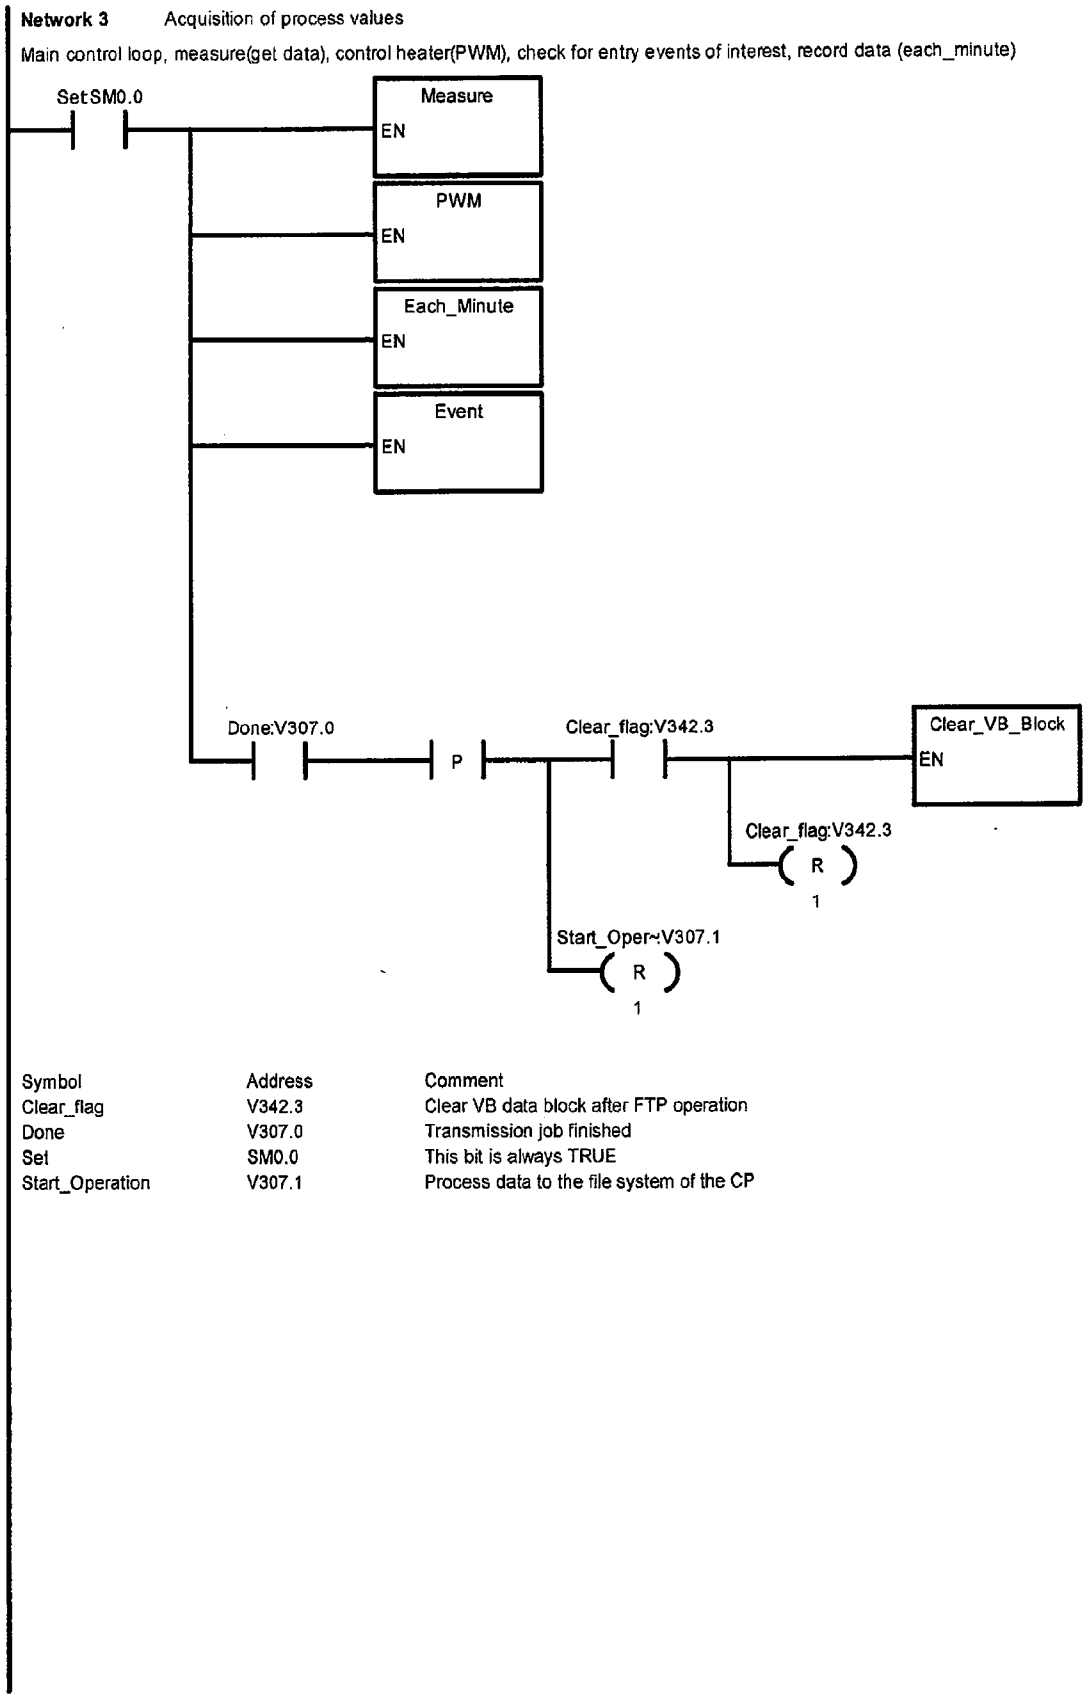 Network 3 Acquisition of process values
Main control loop, measure(get data), control heater(PWM), check for entry events of interest, record data (each_minute)
Set:SM0.0
Measure
EN
PWM
EN
Each_Minute
EN
Event
EN
Done:V307.0
P
Clear_flag:V342.3
Clear_VB_Block
EN
Clear_flag:V342.3
R
1
Start_Oper~:V307.1
R
1
Symbol Address Comment
Clear_flag V342.3 Clear VB data block after FTP operation
Done V307.0 Transmission job finished
Set SM0.0 This bit is always TRUE
Start_Operation V307.1 Process data to the file system of the CP